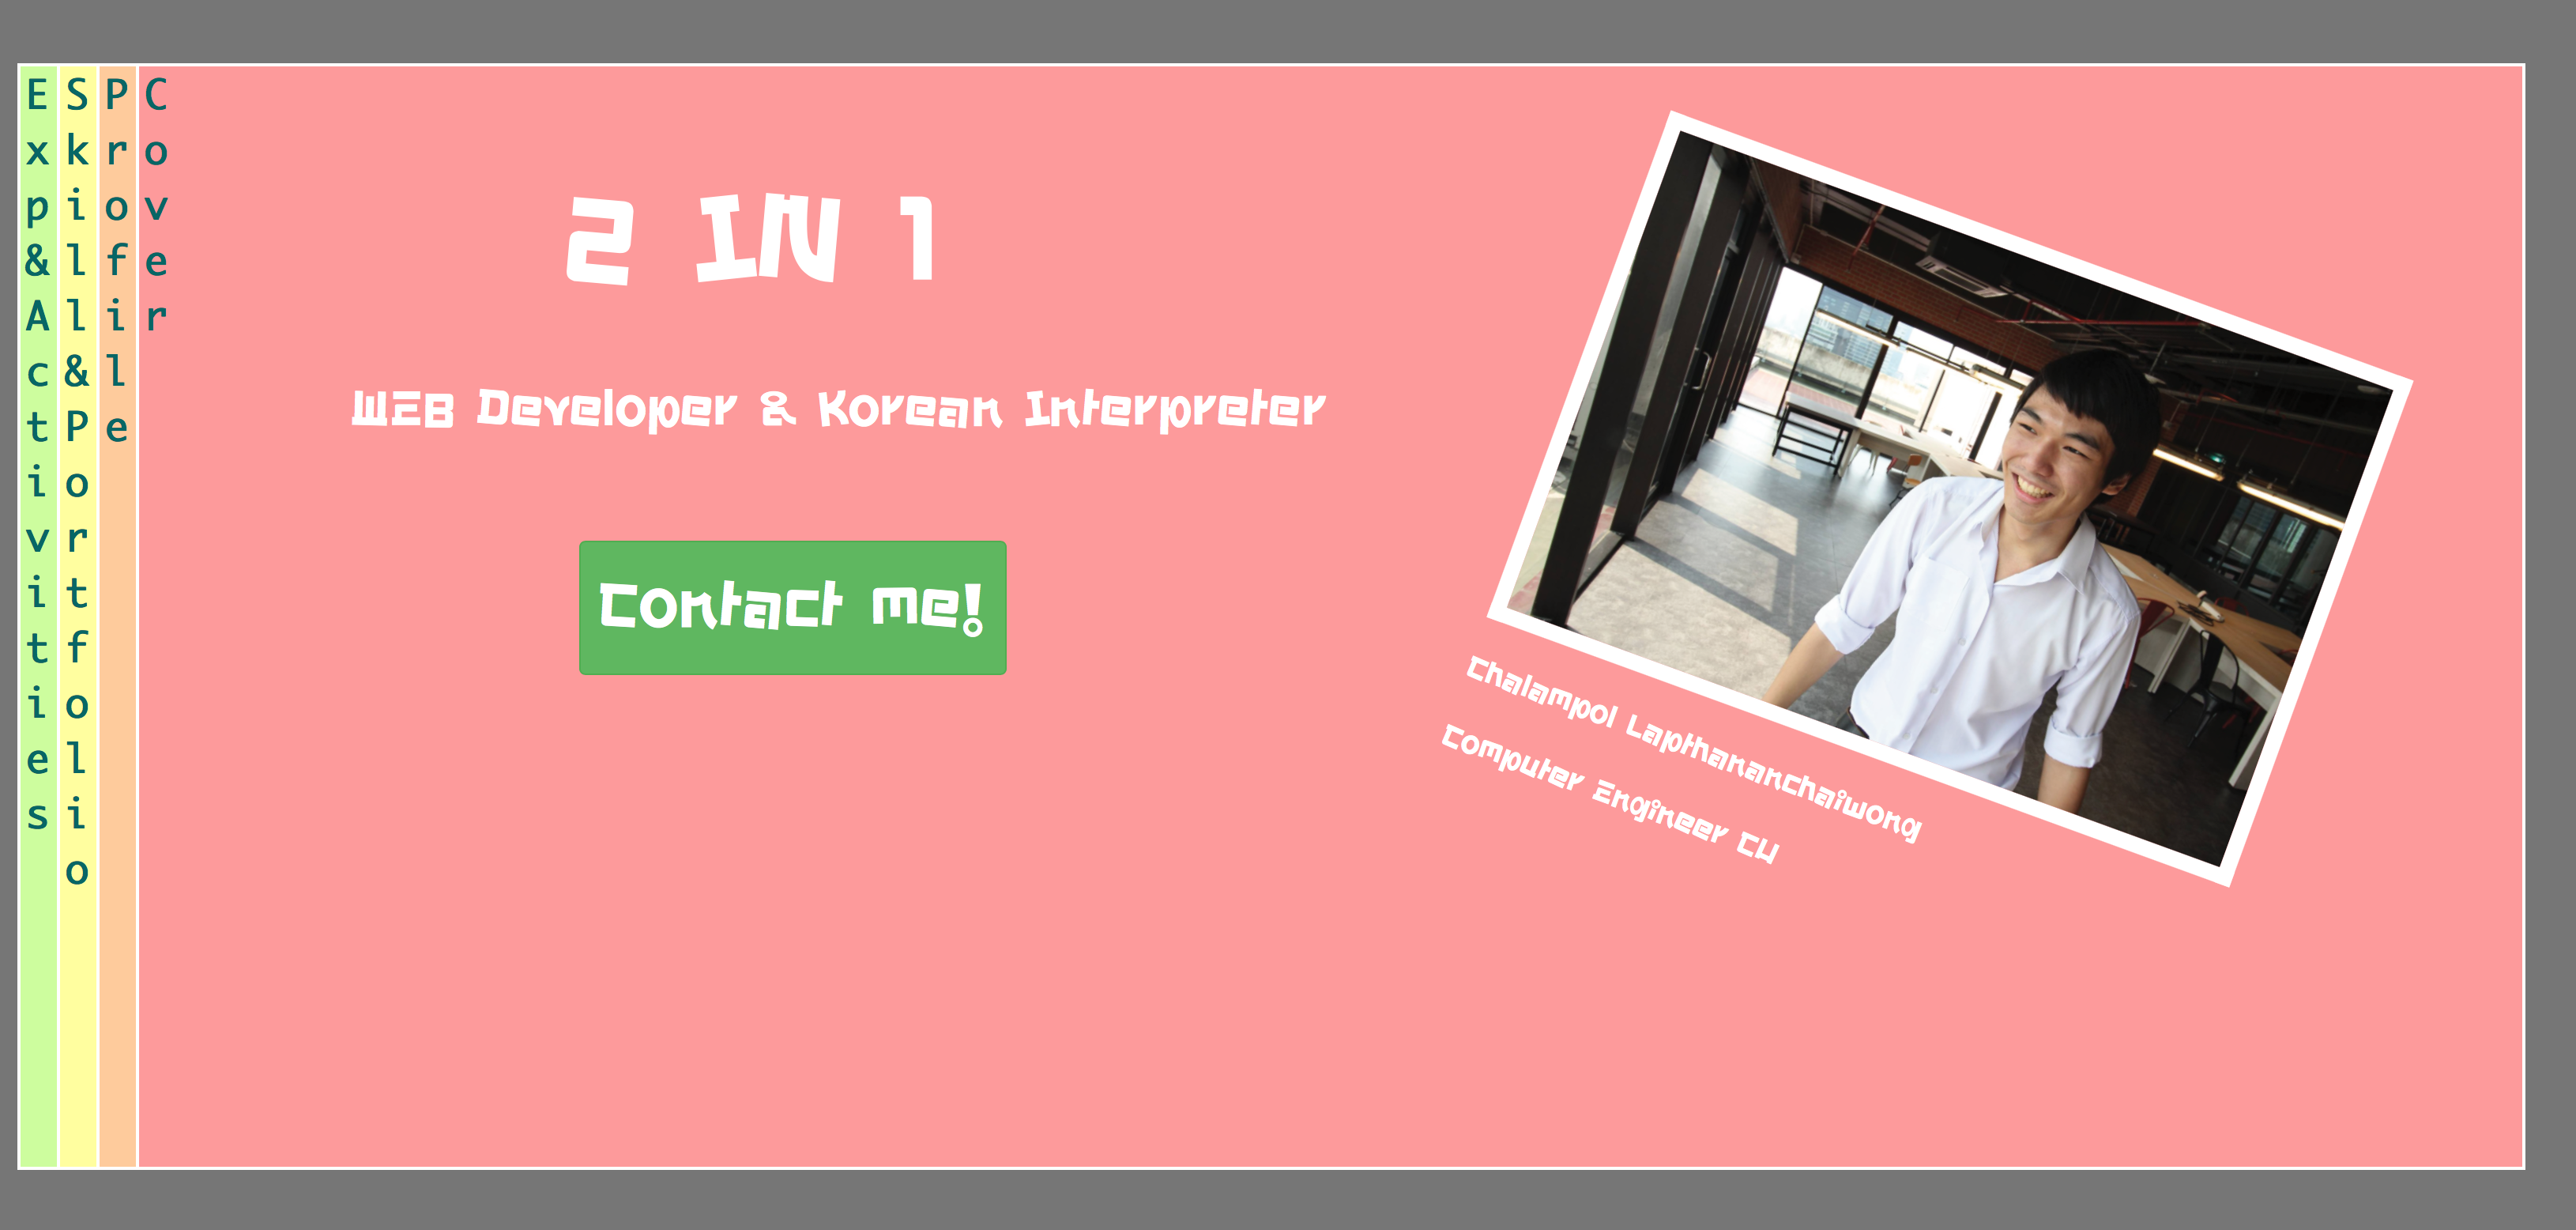 Exp&Activities
Skill&Portfolio
Profile
Cover
2 IN 1
WEB Developer & Korean Interpreter
Contact me!
Chalampol Lapthananchaiwong
Computer Engineer CU